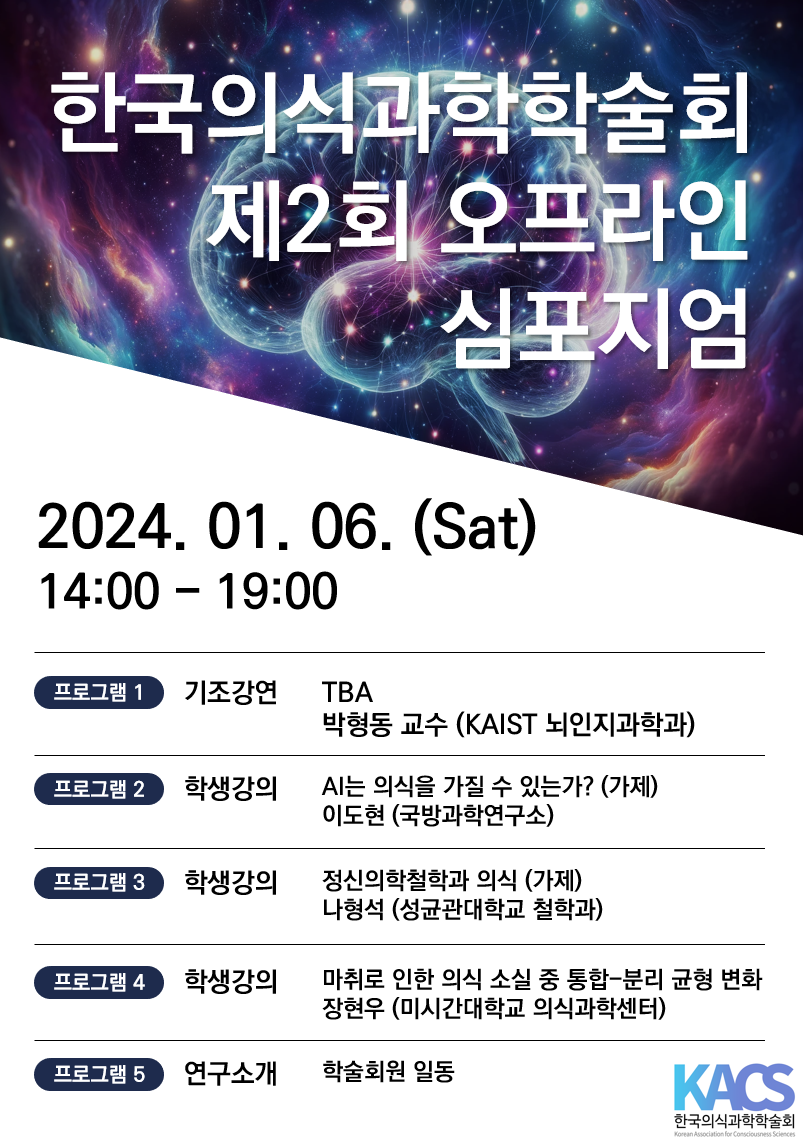 한국의식과학학술회
제2회 오프라인
심포지엄
2024. 01. 06. (Sat)
14:00 - 19:00
프로그램 1 기조강연 TBA
박형동 교수 (KAIST 뇌인지과학과)
프로그램 2 학생강의 AI는 의식을 가질 수 있는가? (가제)
이도현 (국방과학연구소)
프로그램 3 학생강의 정신의학철학과 의식 (가제)
나형석 (성균관대학교 철학과)
프로그램 4 학생강의 마취로 인한 의식 소실 중 통합-분리 균형 변화
장현우 (미시간대학교 의식과학센터)
프로그램 5 연구소개 학술회원 일동
KACS
한국의식과학학술회
Korean Association for Consciousness Sciences